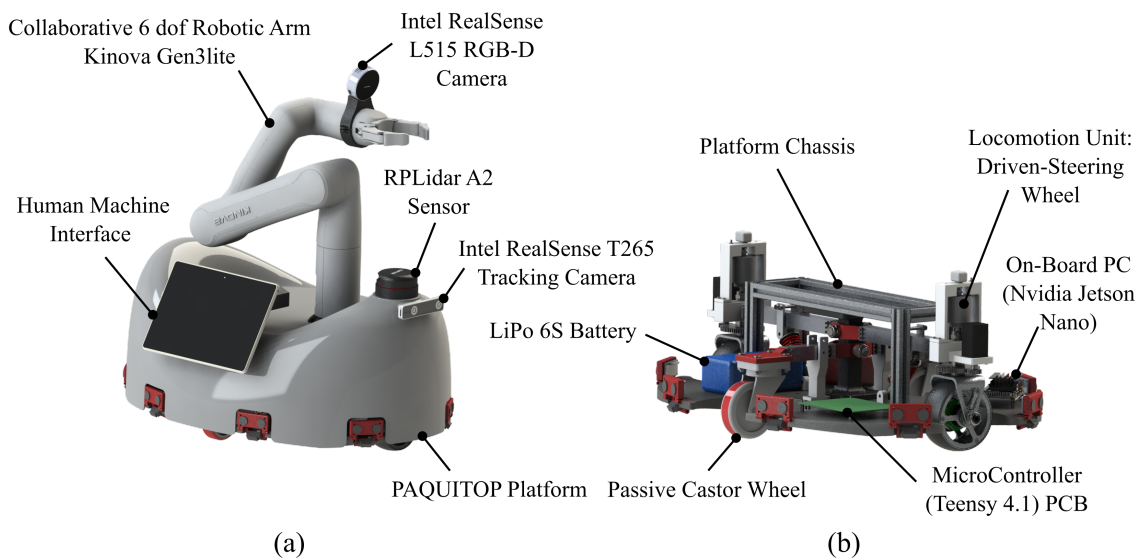 Collaborative 6 dof Robotic Arm
Kinova Gen3lite
Intel RealSense
L515 RGB-D
Camera
RPLidar A2
Sensor
Human Machine
Interface
Intel RealSense T265
Tracking Camera
PAQUITOP Platform
(a)
Platform Chassis
Locomotion Unit:
Driven-Steering
Wheel
On-Board PC
(Nvidia Jetson
Nano)
LiPo 6S Battery
Passive Castor Wheel
MicroController
(Teensy 4.1) PCB
(b)